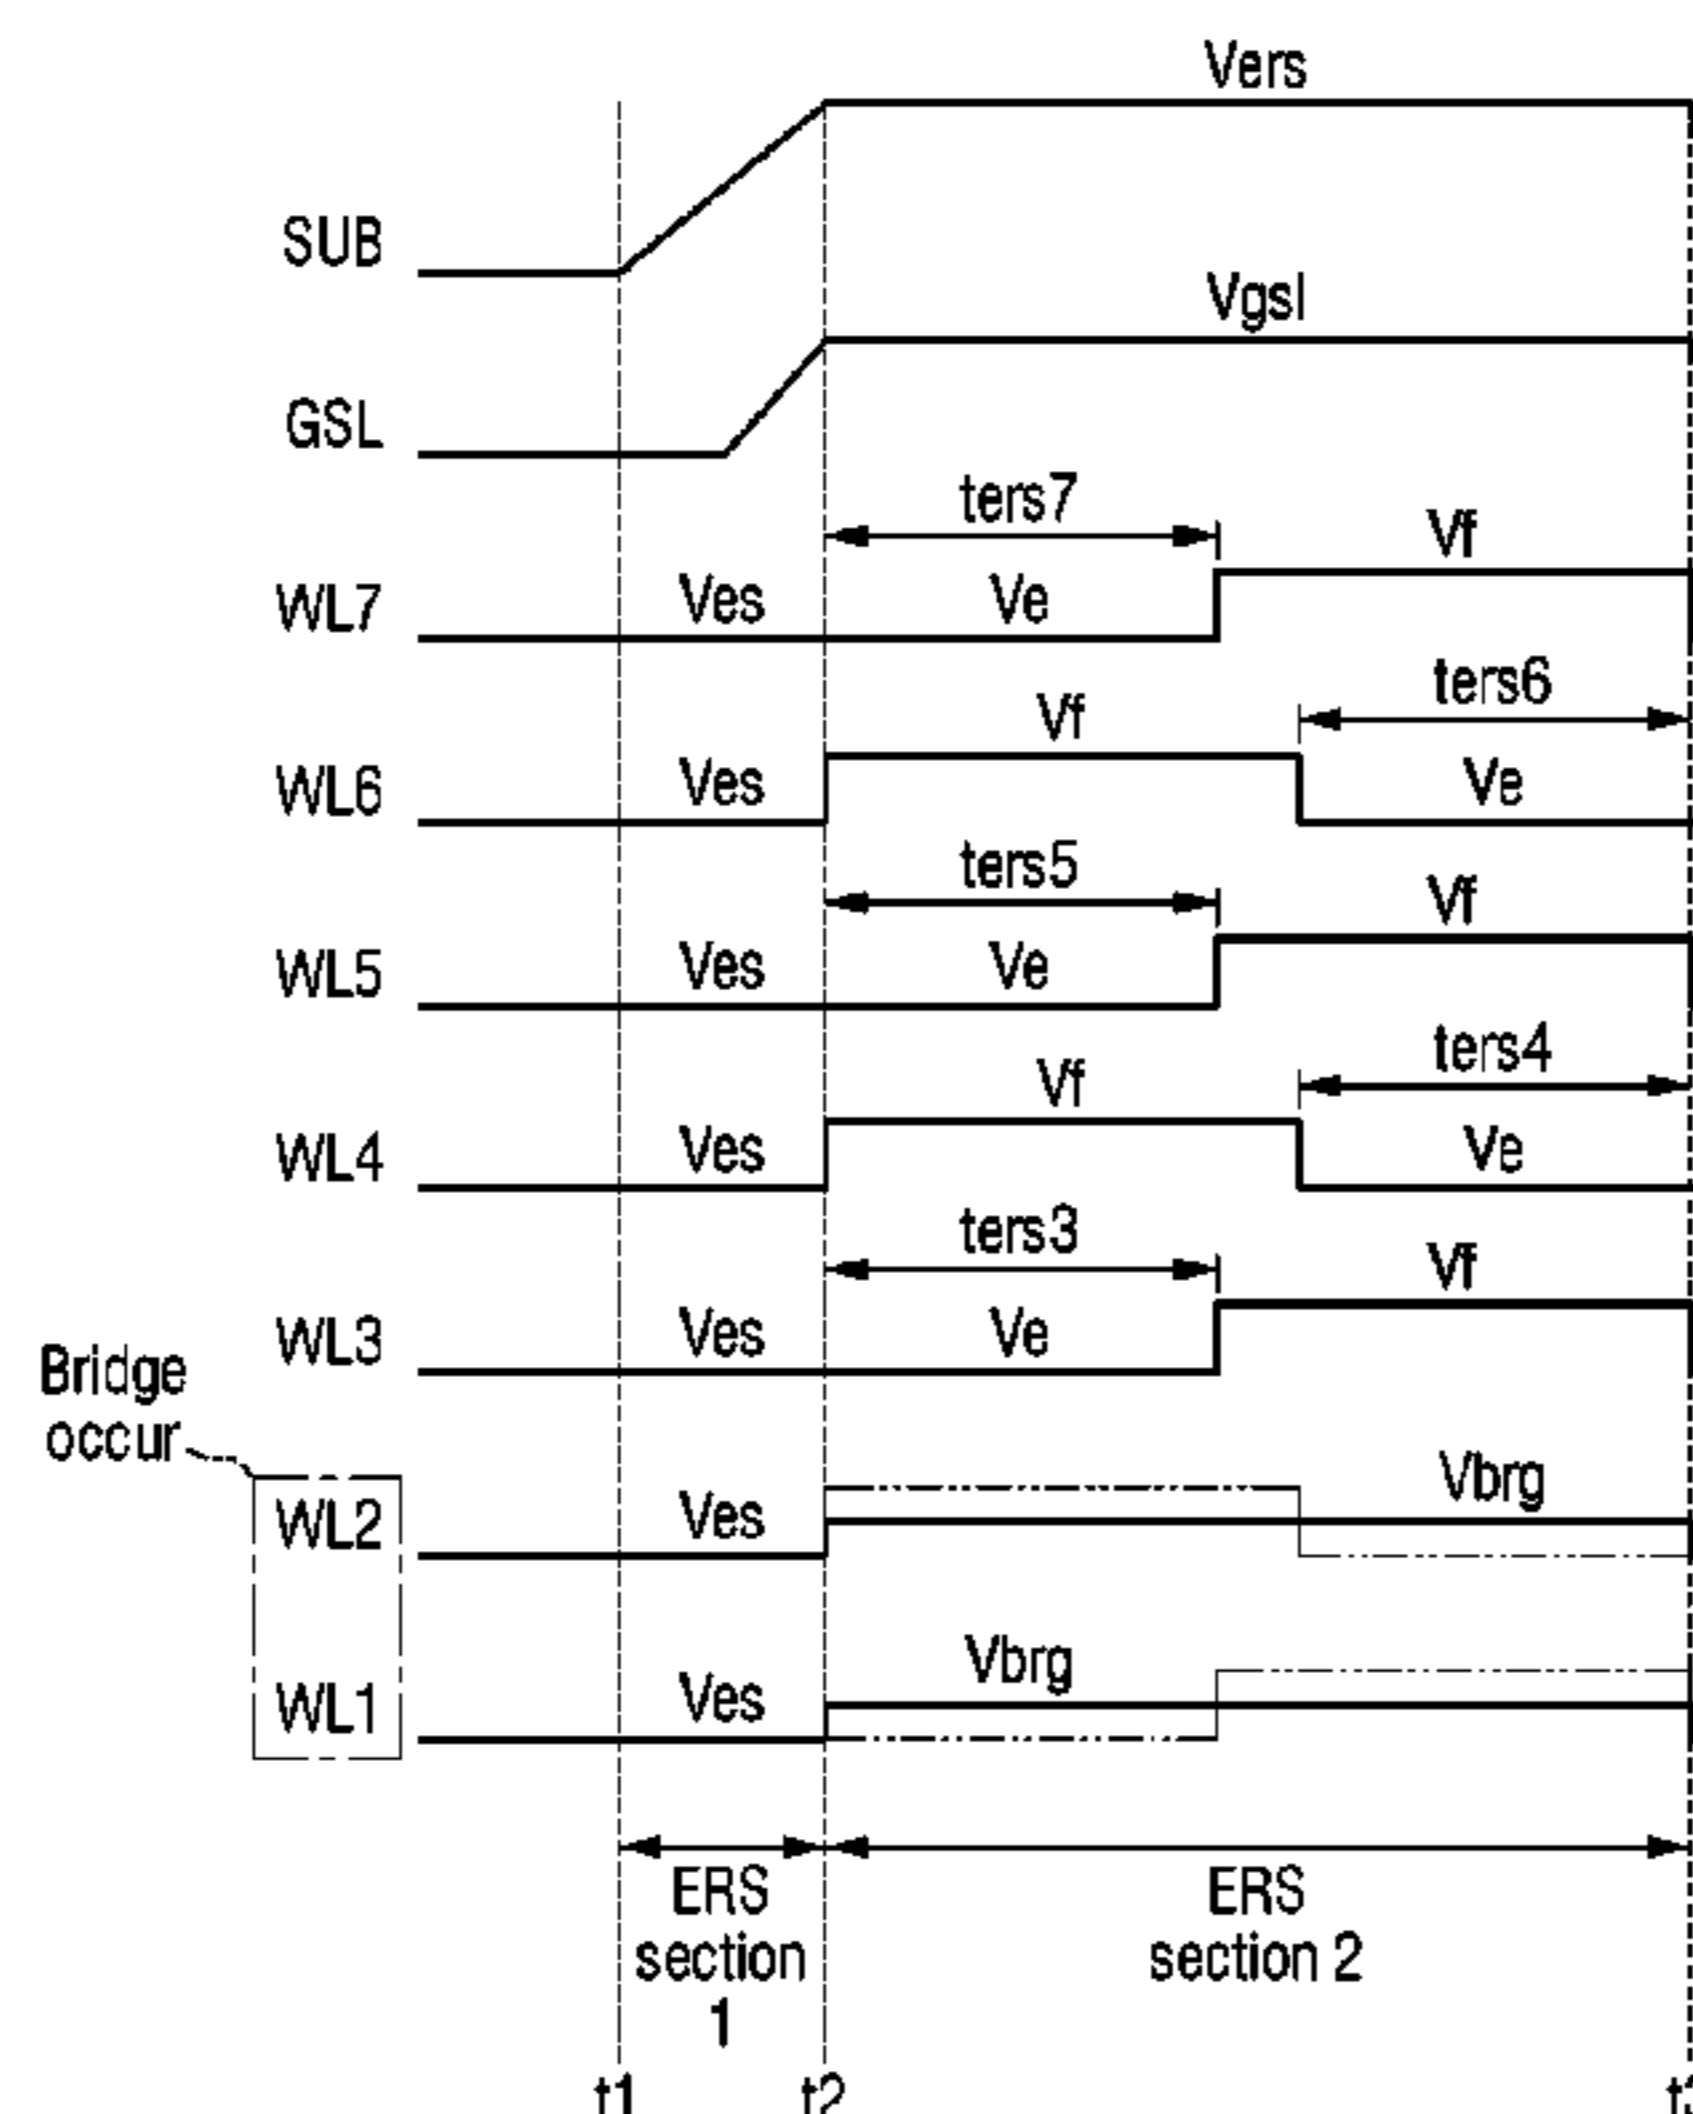 Vers
SUB
Vgsl
GSL
ters7
Vf
WL7 Ves Ve
ters6
Vf
WL6 Ves Ve
ters5
Vf
WL5 Ves Ve
ters4
Vf
WL4 Ves Ve
ters3
Vf
WL3 Ves Ve
Bridge
occur
Vbrg
WL2 Ves
Vbrg
WL1 Ves
ERS
section
1
ERS
section 2
t1 t2